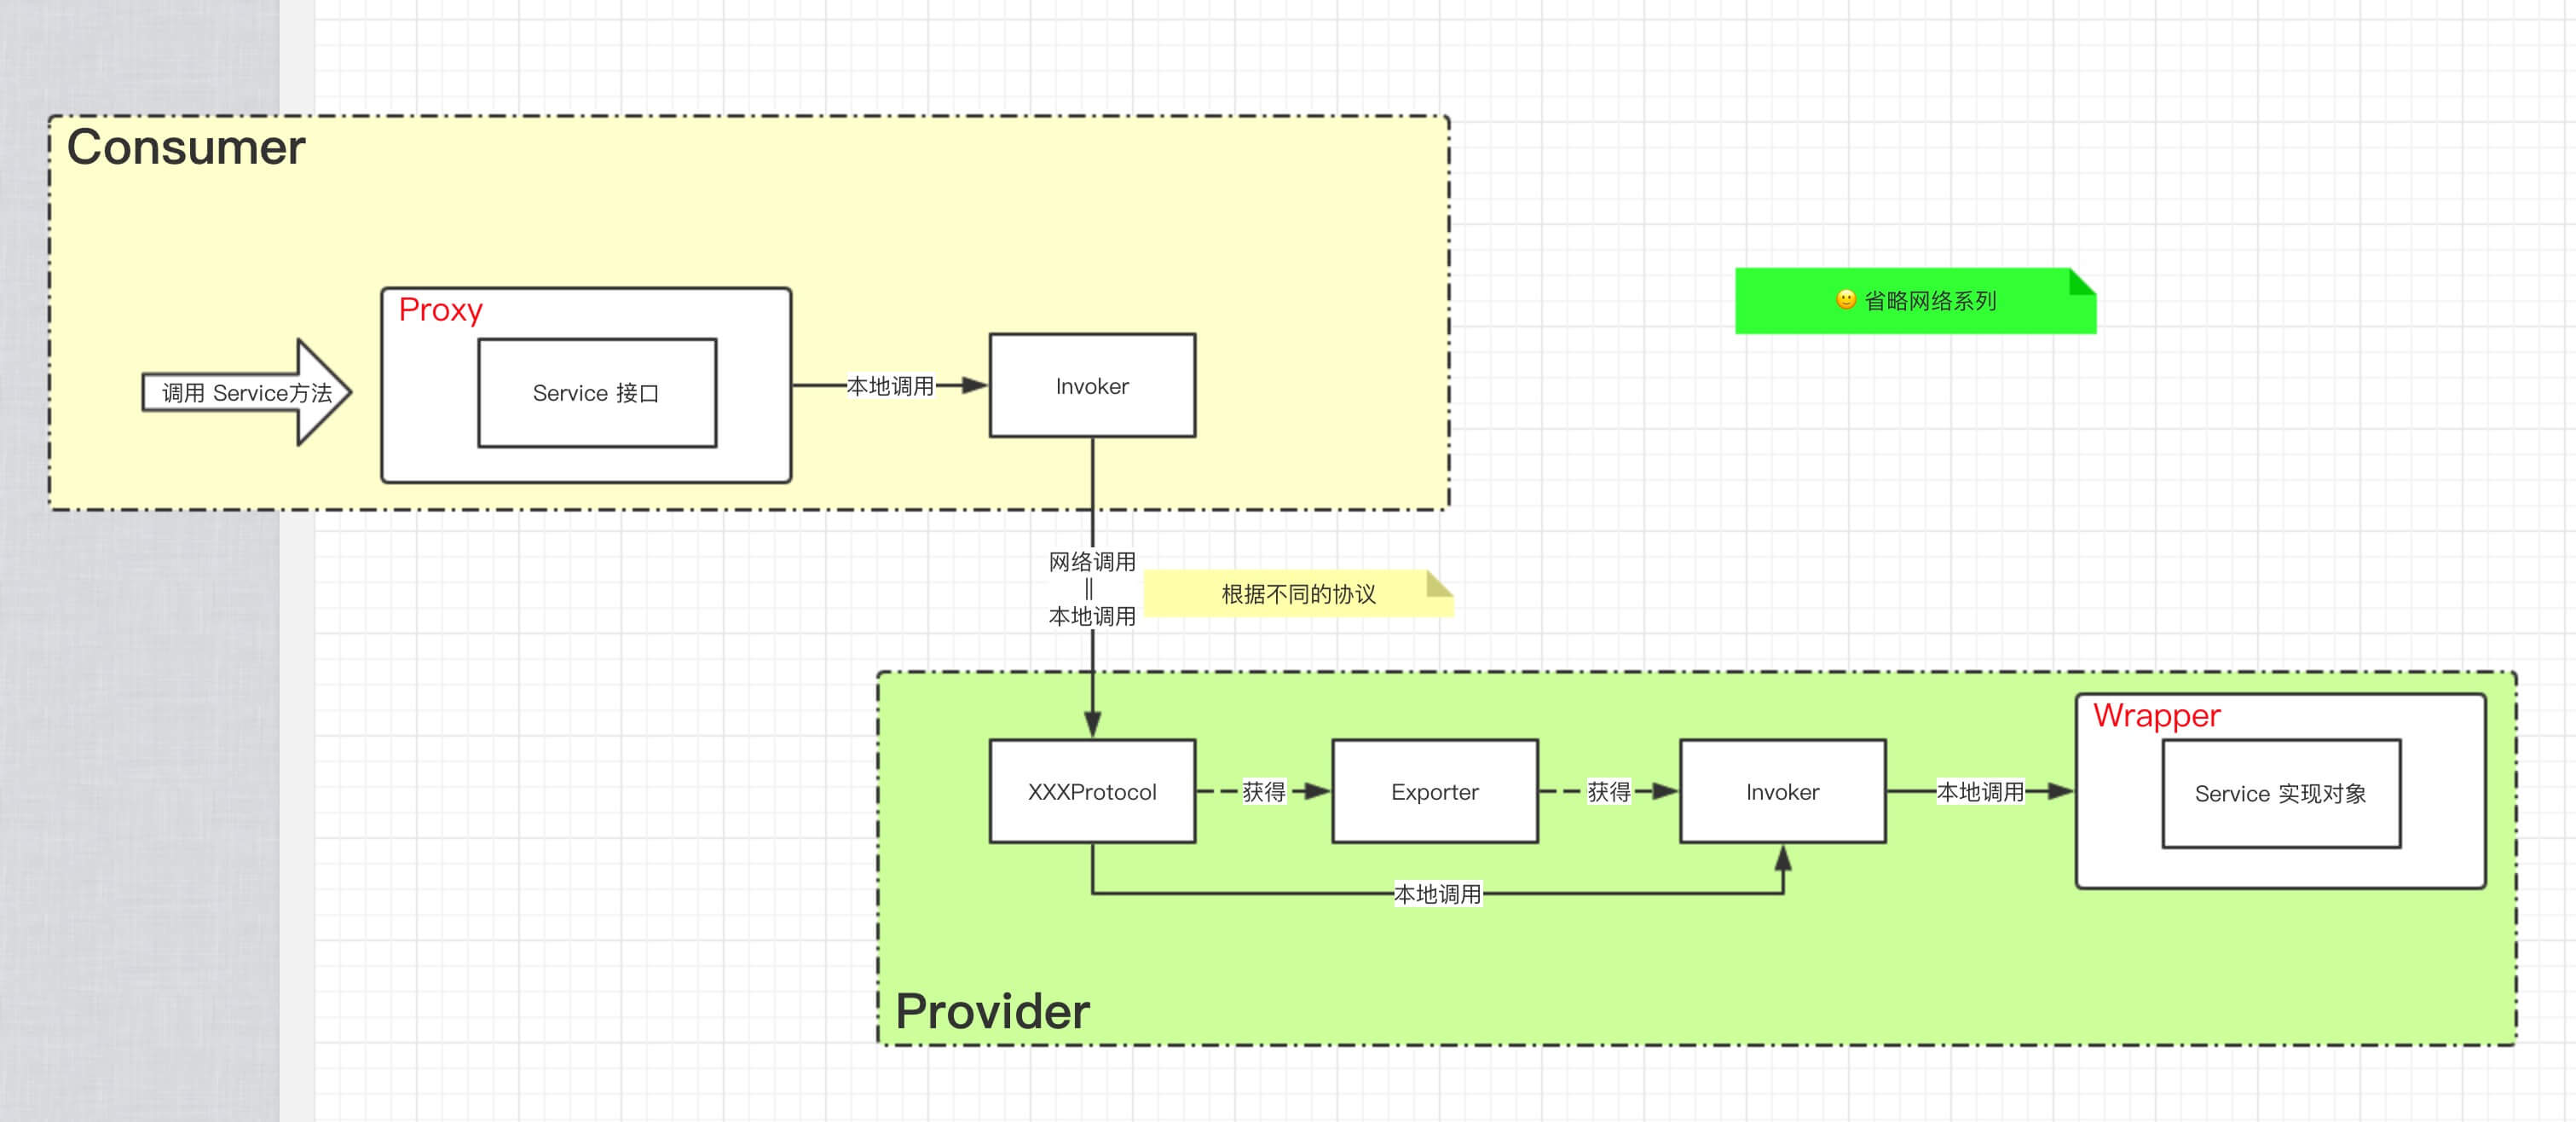 Consumer
Proxy
调用 Service方法
Service 接口
本地调用
Invoker
🙂 省略网络系列
网络调用
||
本地调用
根据不同的协议
Wrapper
XXXProtocol
获得
Exporter
获得
Invoker
本地调用
Service 实现对象
本地调用
Provider